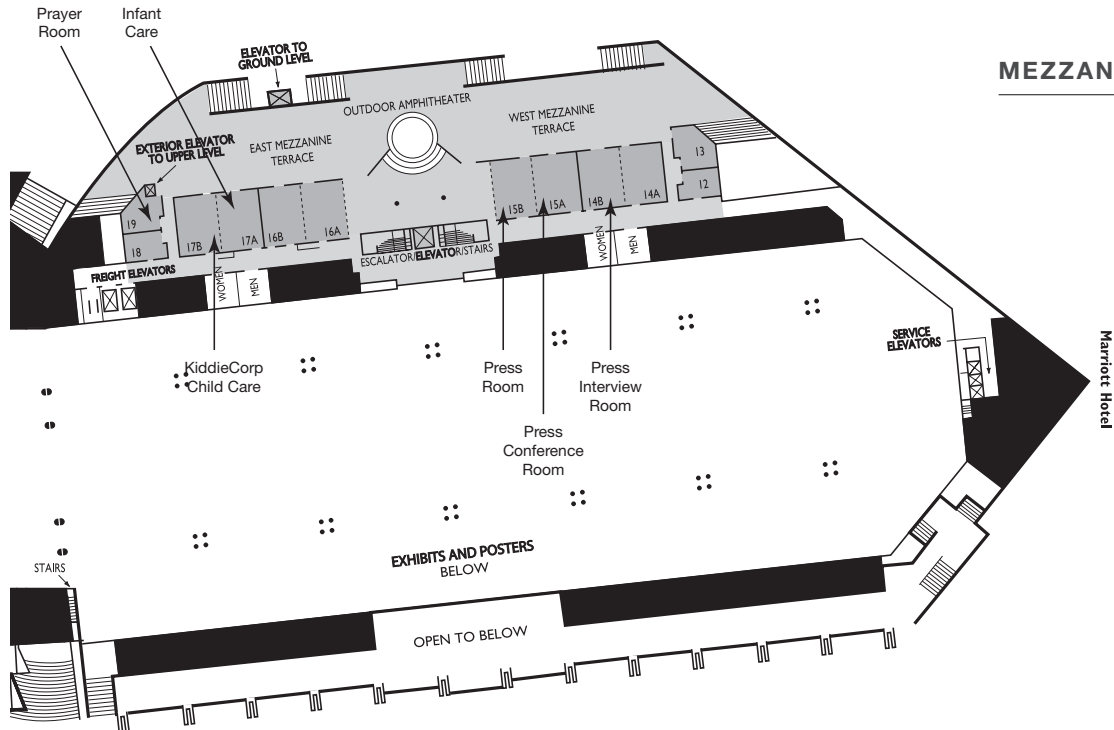 Prayer
Room
Infant
Care
ELEVATOR TO
GROUND LEVEL
MEZZAN
OUTDOOR AMPHITHEATER
WEST MEZZANINE
TERRACE
EAST MEZZANINE
TERRACE
EXTERIOR ELEVATOR
TO UPPER LEVEL
13
12
19
18
17B
17A
16B
16A
15B
15A
14B
14A
ESCALATOR/ELEVATOR/STAIRS
FREIGHT ELEVATORS
WOMEN
MEN
WOMEN
MEN
SERVICE
ELEVATORS
Marriott Hotel
KiddieCorp
Child Care
Press
Room
Press
Interview
Room
Press
Conference
Room
EXHIBITS AND POSTERS
BELOW
STAIRS
OPEN TO BELOW